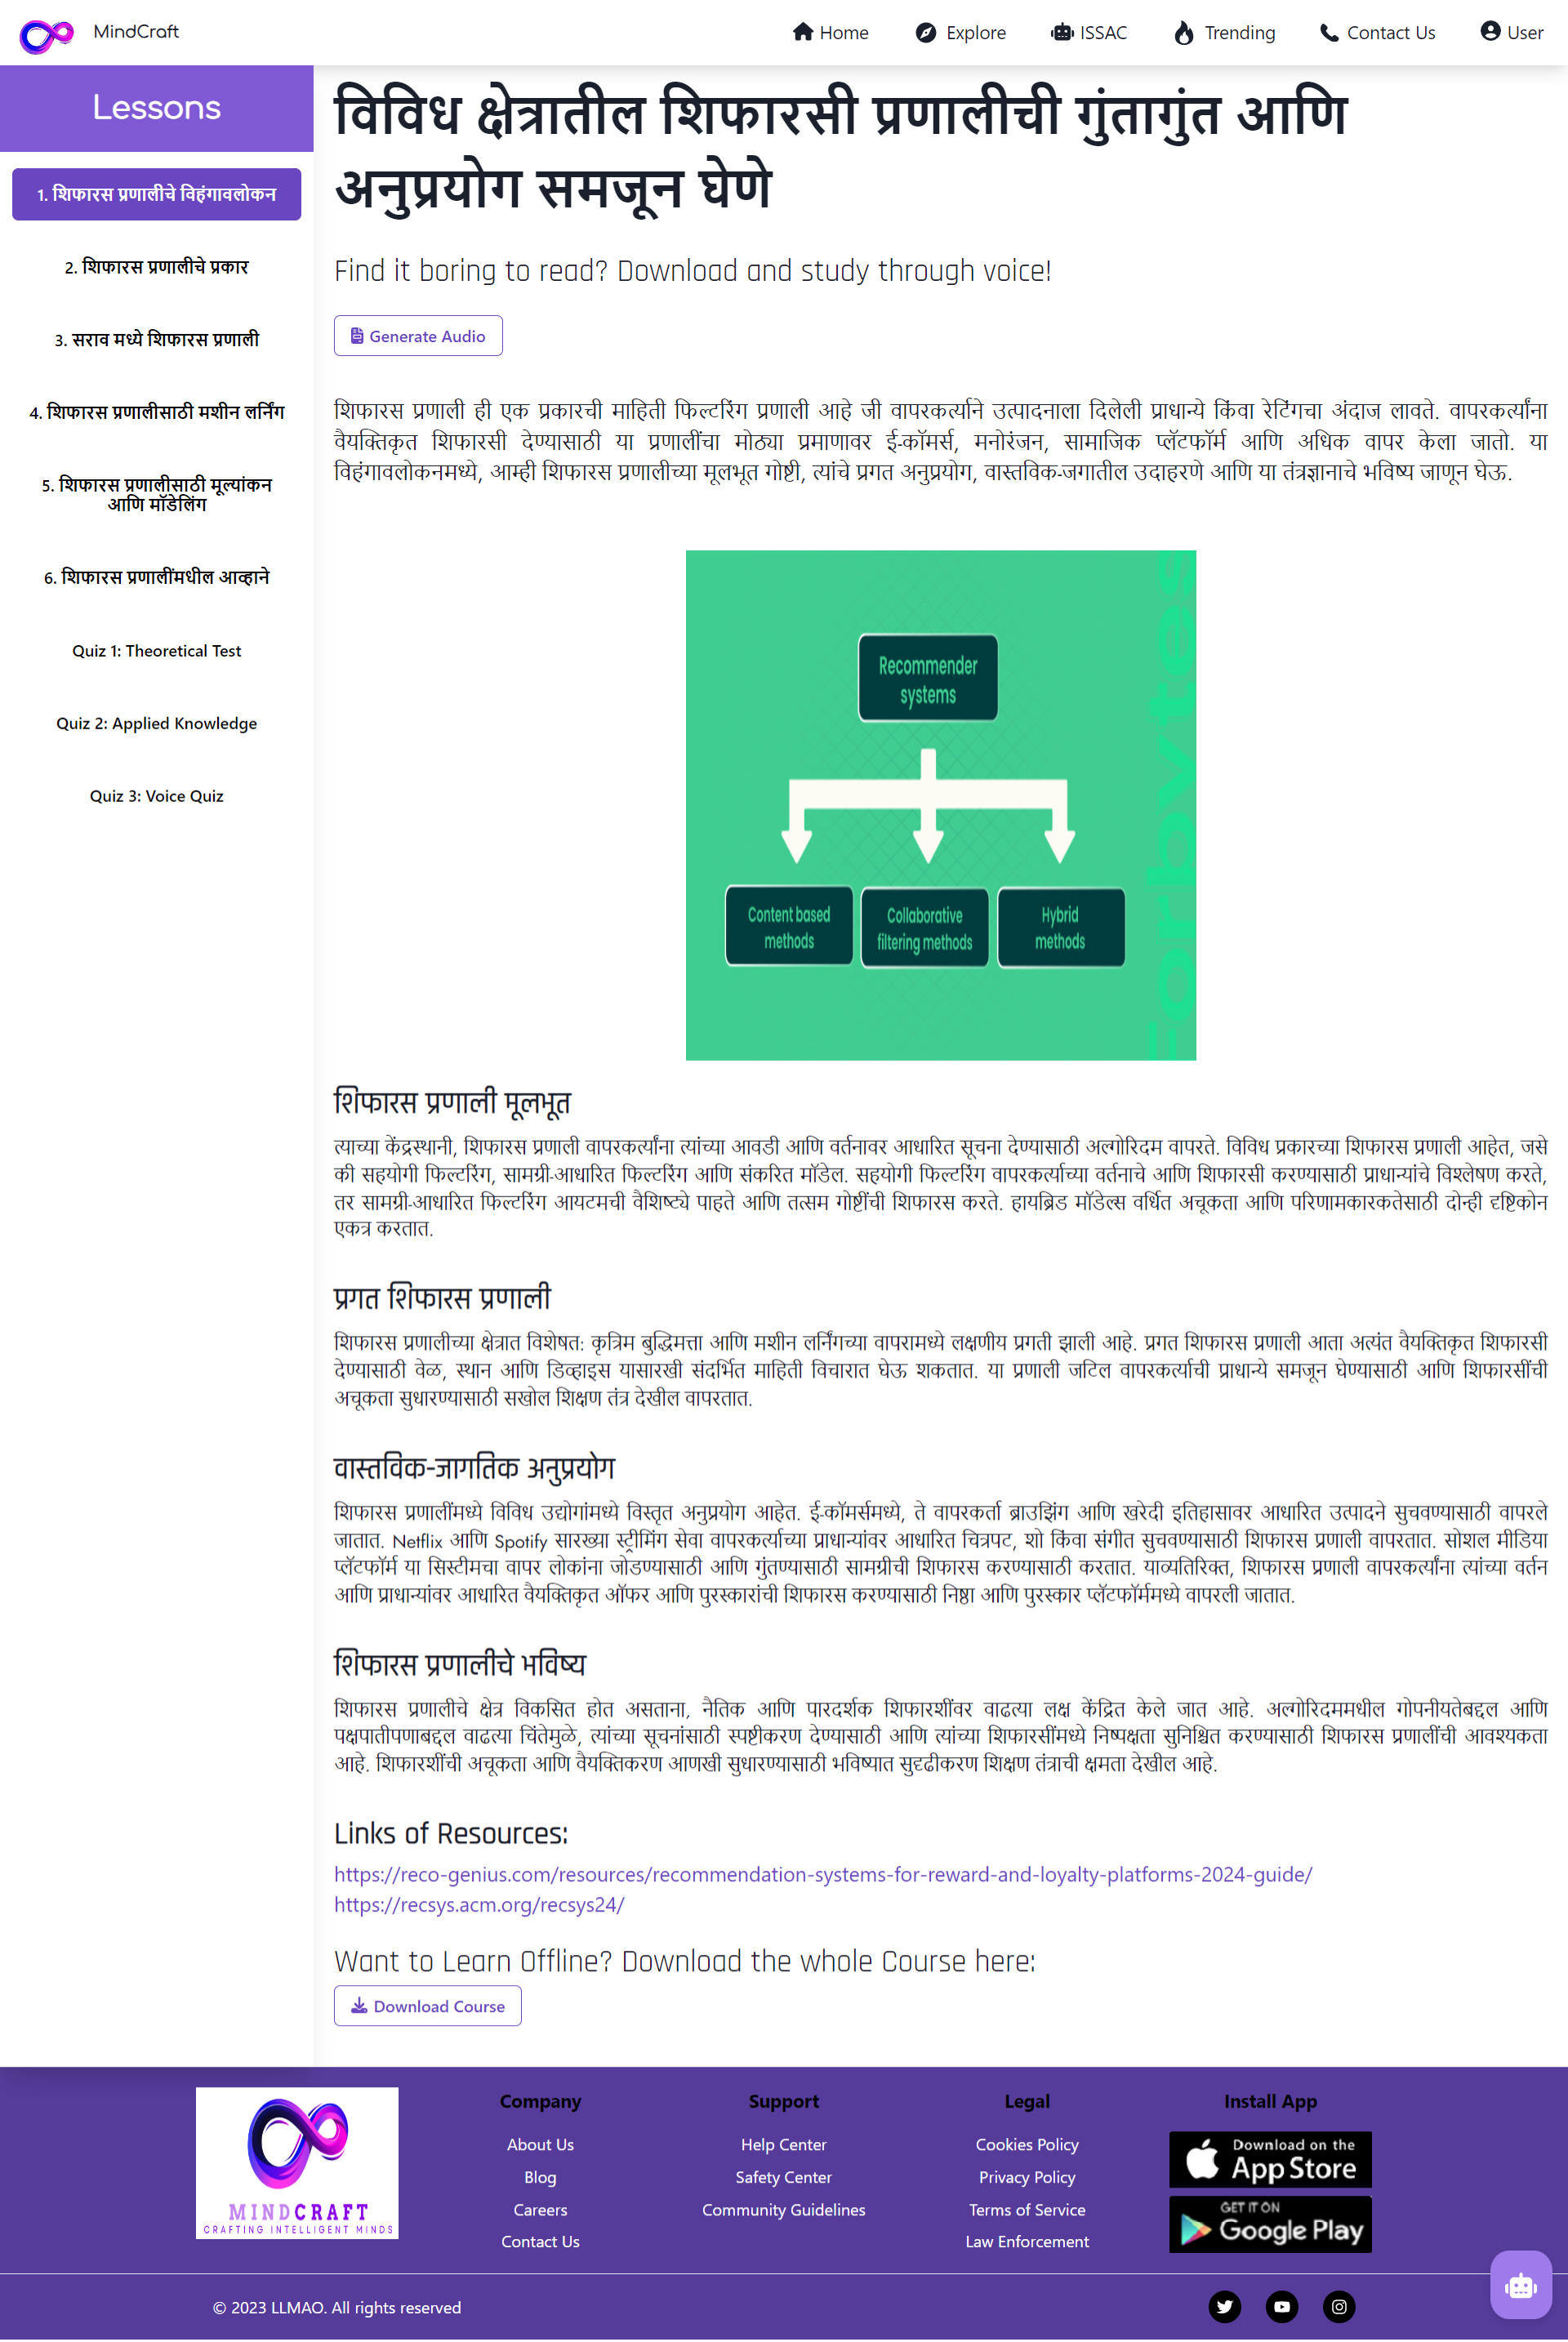 MindCraft
Home
Explore
ISSAC
Trending
Contact Us
User
Lessons
1. शिफारस प्रणालीचे विहंगावलोकन
2. शिफारस प्रणालीचे प्रकार
3. सराव मध्ये शिफारस प्रणाली
4. शिफारस प्रणालीसाठी मशीन लर्निंग
5. शिफारस प्रणालीसाठी मूल्यांकन
आणि मॉडेलिंग
6. शिफारस प्रणालींमधील आव्हाने
Quiz 1: Theoretical Test
Quiz 2: Applied Knowledge
Quiz 3: Voice Quiz
विविध क्षेत्रातील शिफारसी प्रणालीची गुंतागुंत आणि
अनुप्रयोग समजून घेणे
Find it boring to read? Download and study through voice!
Generate Audio
शिफारस प्रणाली ही एक प्रकारची माहिती फिल्टरिंग प्रणाली आहे जी वापरकर्त्याने उत्पादनाला दिलेली प्राधान्ये किंवा रेटिंगचा अंदाज लावते. वापरकर्त्यांना
वैयक्तिकृत शिफारसी देण्यासाठी या प्रणालींचा मोठ्या प्रमाणावर ई-कॉमर्स, मनोरंजन, सामाजिक प्लॅटफॉर्म आणि अधिक वापर केला जातो. या
विहंगावलोकनमध्ये, आम्ही शिफारस प्रणालीच्या मूलभूत गोष्टी, त्यांचे प्रगत अनुप्रयोग, वास्तविक-जगातील उदाहरणे आणि या तंत्रज्ञानाचे भविष्य जाणून घेऊ.
Recommender
systems
Content based
methods
Collaborative
filtering methods
Hybrid
methods
शिफारस प्रणाली मूलभूत
त्याच्या केंद्रस्थानी, शिफारस प्रणाली वापरकर्त्यांना त्यांच्या आवडी आणि वर्तनावर आधारित सूचना देण्यासाठी अल्गोरिदम वापरते. विविध प्रकारच्या शिफारस प्रणाली आहेत, जसे
की सहयोगी फिल्टरिंग, सामग्री-आधारित फिल्टरिंग आणि संकरित मॉडेल. सहयोगी फिल्टरिंग वापरकर्त्याच्या वर्तनाचे आणि शिफारसी करण्यासाठी प्राधान्यांचे विश्लेषण करते,
तर सामग्री-आधारित फिल्टरिंग आयटमची वैशिष्ट्ये पाहते आणि तत्सम गोष्टींची शिफारस करते. हायब्रिड मॉडेल्स वर्धित अचूकता आणि परिणामकारकतेसाठी दोन्ही दृष्टिकोन
एकत्र करतात.
प्रगत शिफारस प्रणाली
शिफारस प्रणालीच्या क्षेत्रात विशेषत: कृत्रिम बुद्धिमत्ता आणि मशीन लर्निंगच्या वापरामध्ये लक्षणीय प्रगती झाली आहे. प्रगत शिफारस प्रणाली आता अत्यंत वैयक्तिकृत शिफारसी
देण्यासाठी वेळ, स्थान आणि डिव्हाइस यासारखी संदर्भित माहिती विचारात घेऊ शकतात. या प्रणाली जटिल वापरकर्त्याची प्राधान्ये समजून घेण्यासाठी आणि शिफारसींची
अचूकता सुधारण्यासाठी सखोल शिक्षण तंत्र देखील वापरतात.
वास्तविक-जागतिक अनुप्रयोग
शिफारस प्रणालींमध्ये विविध उद्योगांमध्ये विस्तृत अनुप्रयोग आहेत. ई-कॉमर्समध्ये, ते वापरकर्ता ब्राउझिंग आणि खरेदी इतिहासावर आधारित उत्पादने सुचवण्यासाठी वापरले
जातात. Netflix आणि Spotify सारख्या स्ट्रीमिंग सेवा वापरकर्त्याच्या प्राधान्यांवर आधारित चित्रपट, शो किंवा संगीत सुचवण्यासाठी शिफारस प्रणाली वापरतात. सोशल मीडिया
प्लॅटफॉर्म या सिस्टीमचा वापर लोकांना जोडण्यासाठी आणि गुंतण्यासाठी सामग्रीची शिफारस करण्यासाठी करतात. याव्यतिरिक्त, शिफारस प्रणाली वापरकर्त्यांना त्यांच्या वर्तन
आणि प्राधान्यांवर आधारित वैयक्तिकृत ऑफर आणि पुरस्कारांची शिफारस करण्यासाठी निष्ठा आणि पुरस्कार प्लॅटफॉर्ममध्ये वापरली जातात.
शिफारस प्रणालीचे भविष्य
शिफारस प्रणालीचे क्षेत्र विकसित होत असताना, नैतिक आणि पारदर्शक शिफारशींवर वाढत्या लक्ष केंद्रित केले जात आहे. अल्गोरिदममधील गोपनीयतेबद्दल आणि
पक्षपातीपणाबद्दल वाढत्या चिंतेमुळे, त्यांच्या सूचनांसाठी स्पष्टीकरण देण्यासाठी आणि त्यांच्या शिफारसींमध्ये निष्पक्षता सुनिश्चित करण्यासाठी शिफारस प्रणालींची आवश्यकता
आहे. शिफारशींची अचूकता आणि वैयक्तिकरण आणखी सुधारण्यासाठी भविष्यात सुदृढीकरण शिक्षण तंत्राची क्षमता देखील आहे.
Links of Resources:
https://reco-genius.com/resources/recommendation-systems-for-reward-and-loyalty-platforms-2024-guide/
https://recsys.acm.org/recsys24/
Want to Learn Offline? Download the whole Course here:
Download Course
MINDCRAFT
CRAFTING INTELLIGENT MINDS
Company
About Us
Blog
Careers
Contact Us
Support
Help Center
Safety Center
Community Guidelines
Legal
Cookies Policy
Privacy Policy
Terms of Service
Law Enforcement
Install App
Download on the
App Store
GET IT ON
Google Play
© 2023 LLMAO. All rights reserved